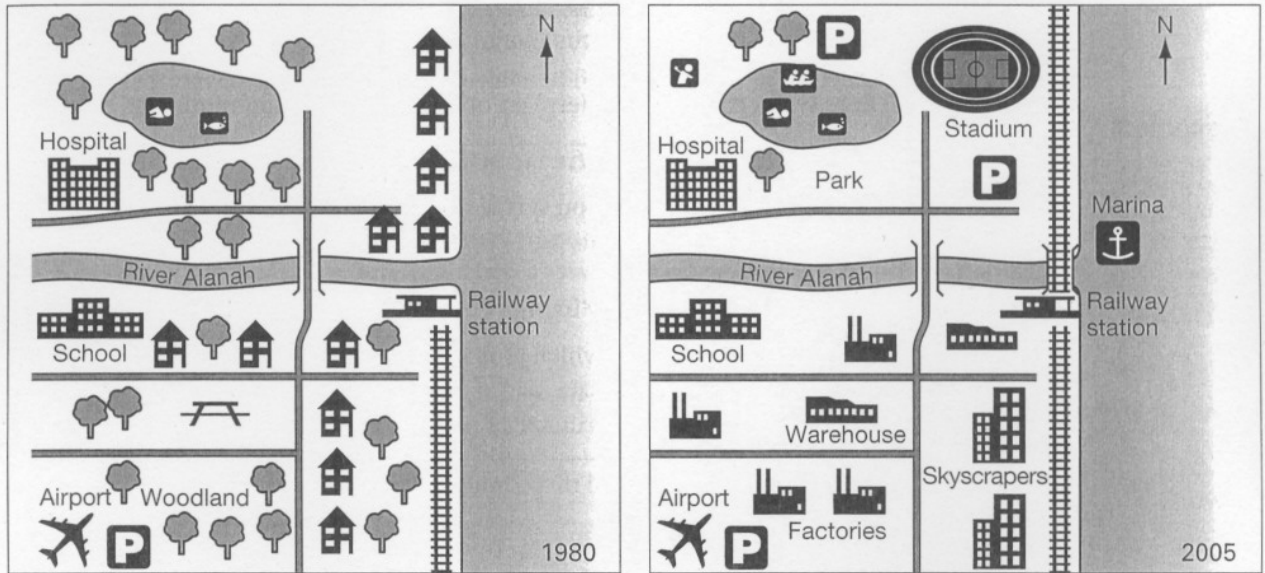 N
Hospital
River Alanah
School
Railway
station
Airport
Woodland
P
1980
P
N
Stadium
Hospital
Park
P
Marina
River Alanah
School
Railway
station
Warehouse
Skyscrapers
Airport
Factories
P
2005